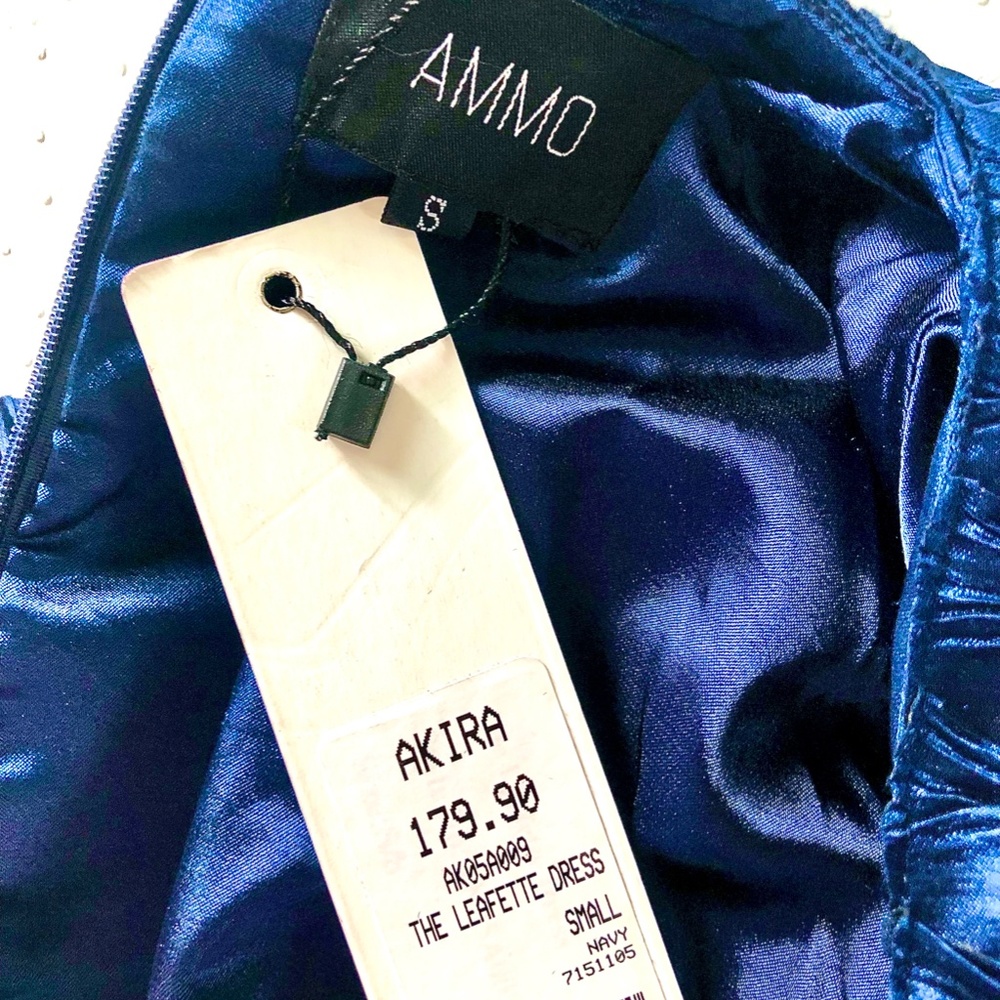 AMMO
S
AKIRA
179.90
AK05A009
THE LEAFETTE DRESS
SMALL
NAVY
7151105